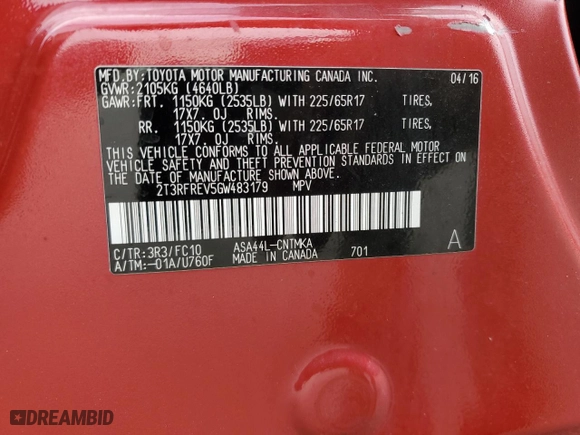 MFD. BY:TOYOTA MOTOR MANUFACTURING CANADA INC. 04/16
GVWR:2105KG (4640LB)
GAWR:FRT. 1150KG (2535LB) WITH 225/65R17 TIRES,
17X7. 0J RIMS.
RR. 1150KG (2535LB) WITH 225/65R17 TIRES,
17X7. 0J RIMS.
THIS VEHICLE CONFORMS TO ALL APPLICABLE FEDERAL MOTOR
VEHICLE SAFETY AND THEFT PREVENTION STANDARDS IN EFFECT
ON THE DATE OF MANUFACTURE SHOWN ABOVE.
2T3RFREV5GW483179 MPV
C/TR:3R3/FC10 ASA44L-CNTMKA
A/TM:-01A/U760F MADE IN CANADA 701 A
DREAMBID